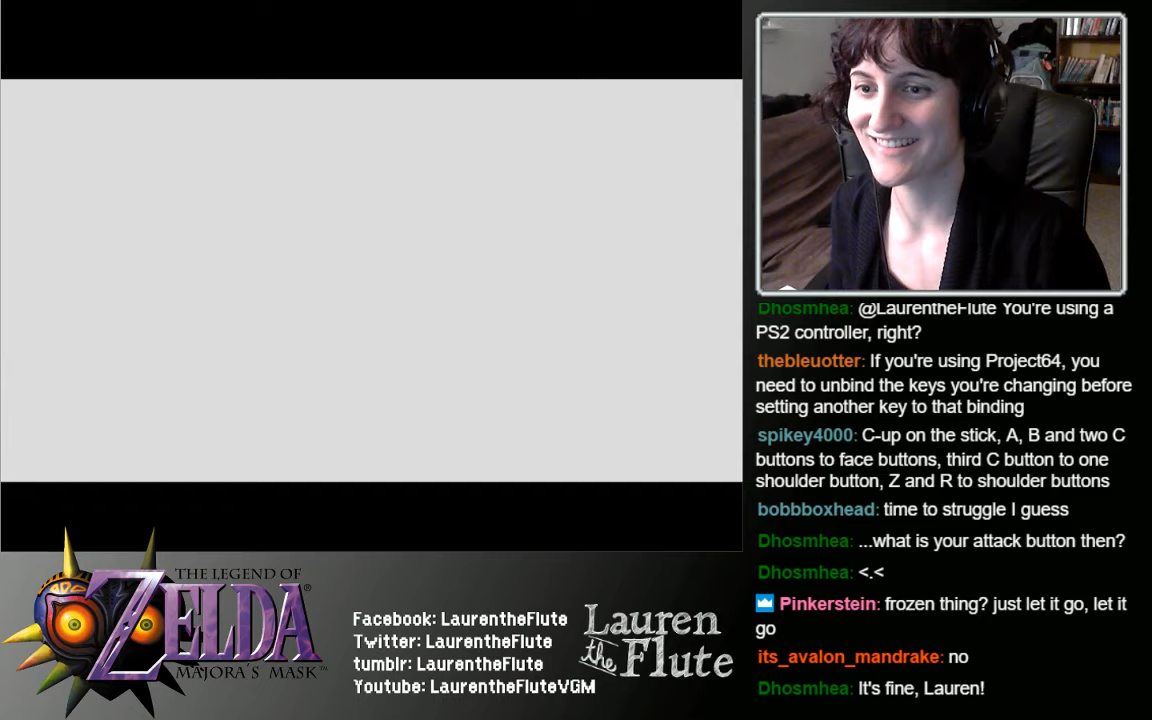 Dhosmhea: @LaurentheFlute You're using a
PS2 controller, right?
thebleuotter: If you're using Project64, you
need to unbind the keys you're changing before
setting another key to that binding
spikey4000: C-up on the stick, A, B and two C
buttons to face buttons, third C button to one
shoulder button, Z and R to shoulder buttons
bobbboxhead: time to struggle I guess
Dhosmhea: ...what is your attack button then?
Dhosmhea: <.<
Pinkerstein: frozen thing? just let it go, let it
go
its_avalon_mandrake: no
Dhosmhea: It's fine, Lauren!
THE LEGEND OF
ZELDA®
MAJORA'S MASK™
Facebook: LaurentheFlute
Twitter: LaurentheFlute
tumblr: LaurentheFlute
Youtube: LaurentheFluteVGM
Lauren
the Flute